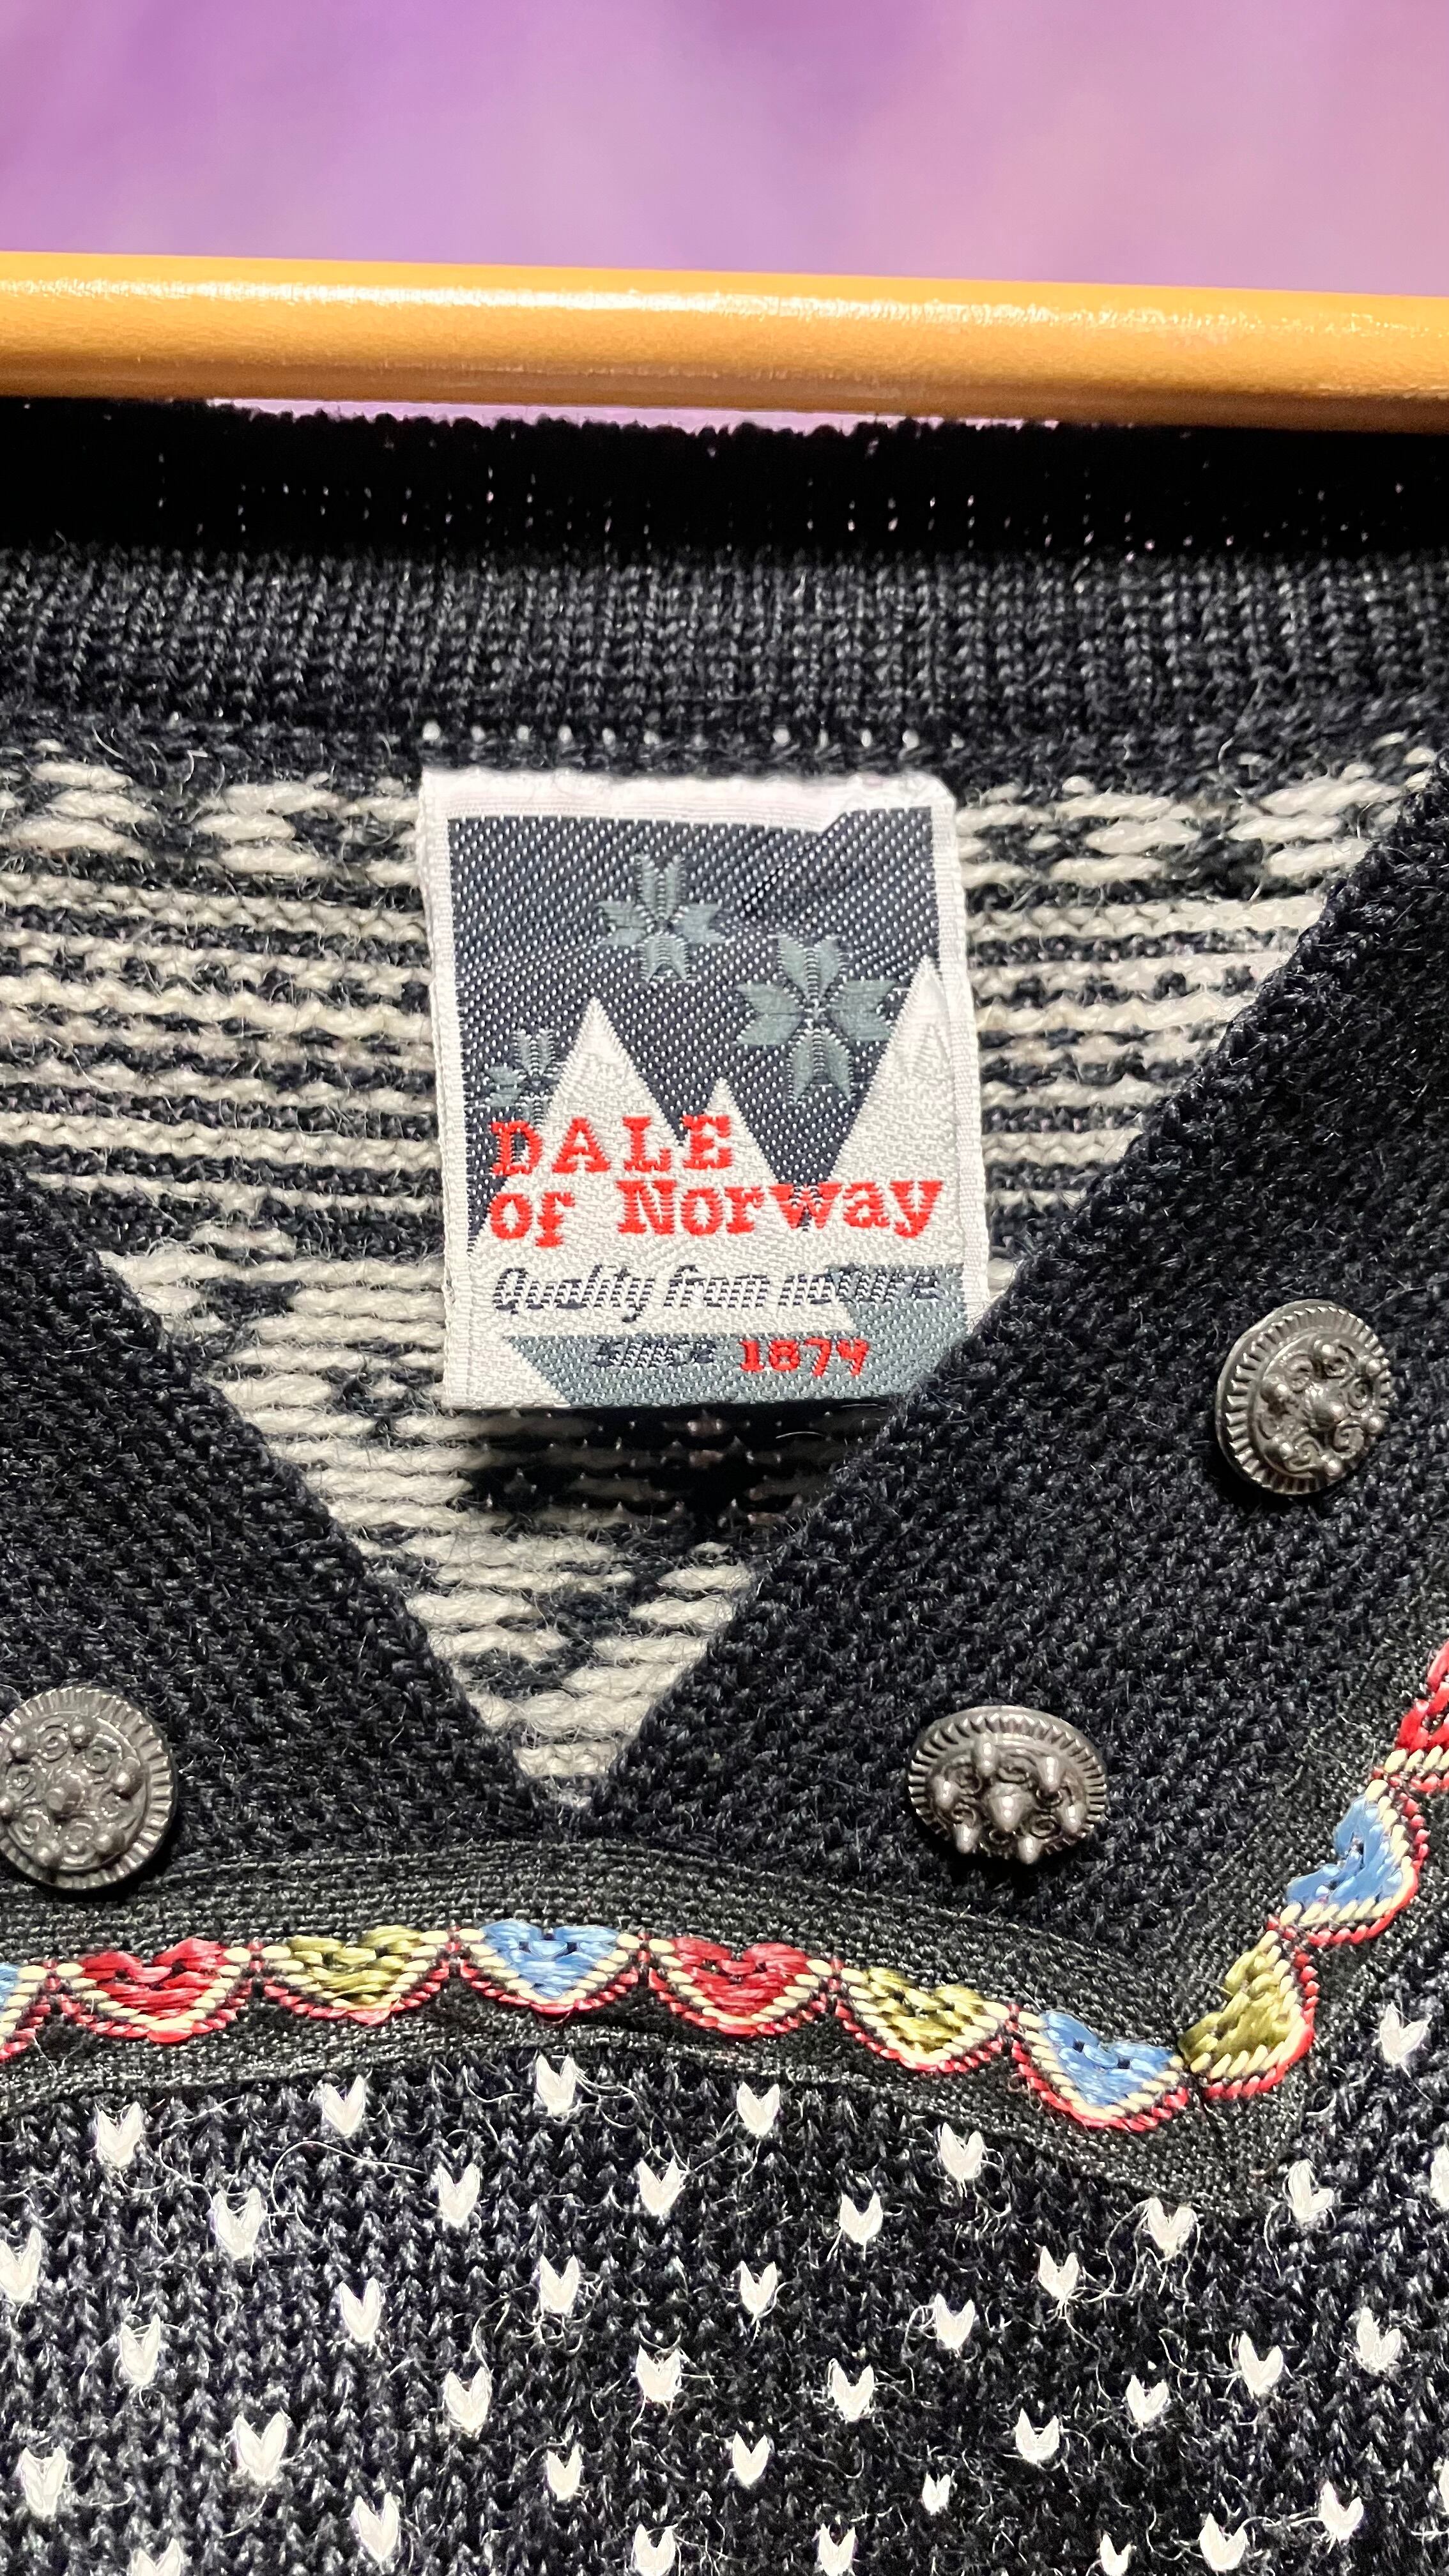 DALE
of Norway
Quality from nature
since 1879